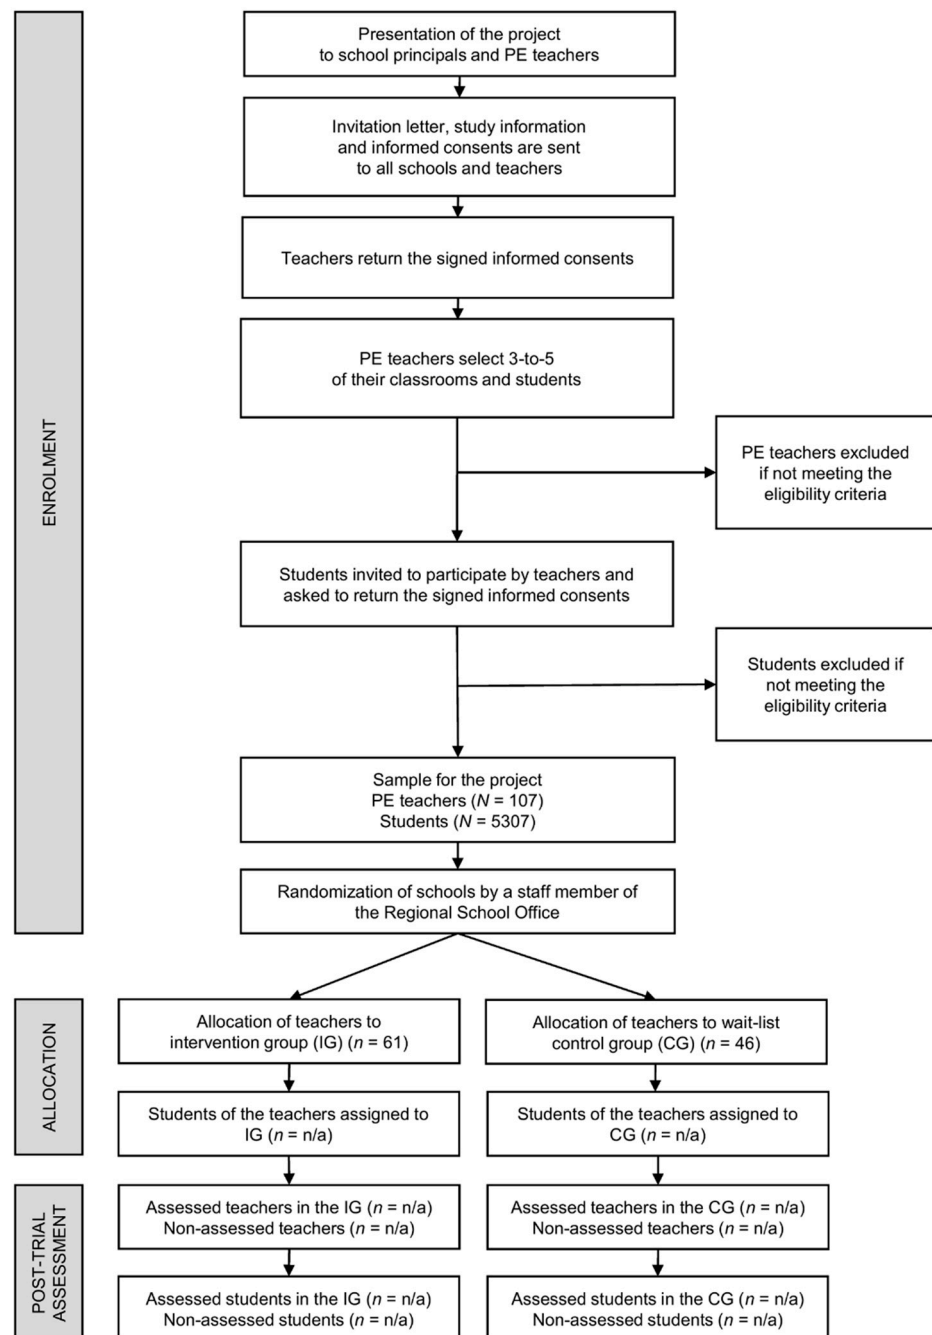 ENROLMENT
Presentation of the project
to school principals and PE teachers
Invitation letter, study information
and informed consents are sent
to all schools and teachers
Teachers return the signed informed consents
PE teachers select 3-to-5
of their classrooms and students
PE teachers excluded
if not meeting the
eligibility criteria
Students invited to participate by teachers and
asked to return the signed informed consents
Students excluded if
not meeting the
eligibility criteria
Sample for the project
PE teachers (N = 107)
Students (N = 5307)
Randomization of schools by a staff member of
the Regional School Office
ALLOCATION
Allocation of teachers to
intervention group (IG) (n = 61)
Allocation of teachers to wait-list
control group (CG) (n = 46)
Students of the teachers assigned to
IG (n = n/a)
Students of the teachers assigned to
CG (n = n/a)
POST-TRIAL
ASSESSMENT
Assessed teachers in the IG (n = n/a)
Non-assessed teachers (n = n/a)
Assessed teachers in the CG (n = n/a)
Non-assessed teachers (n = n/a)
Assessed students in the IG (n = n/a)
Non-assessed students (n = n/a)
Assessed students in the CG (n = n/a)
Non-assessed students (n = n/a)